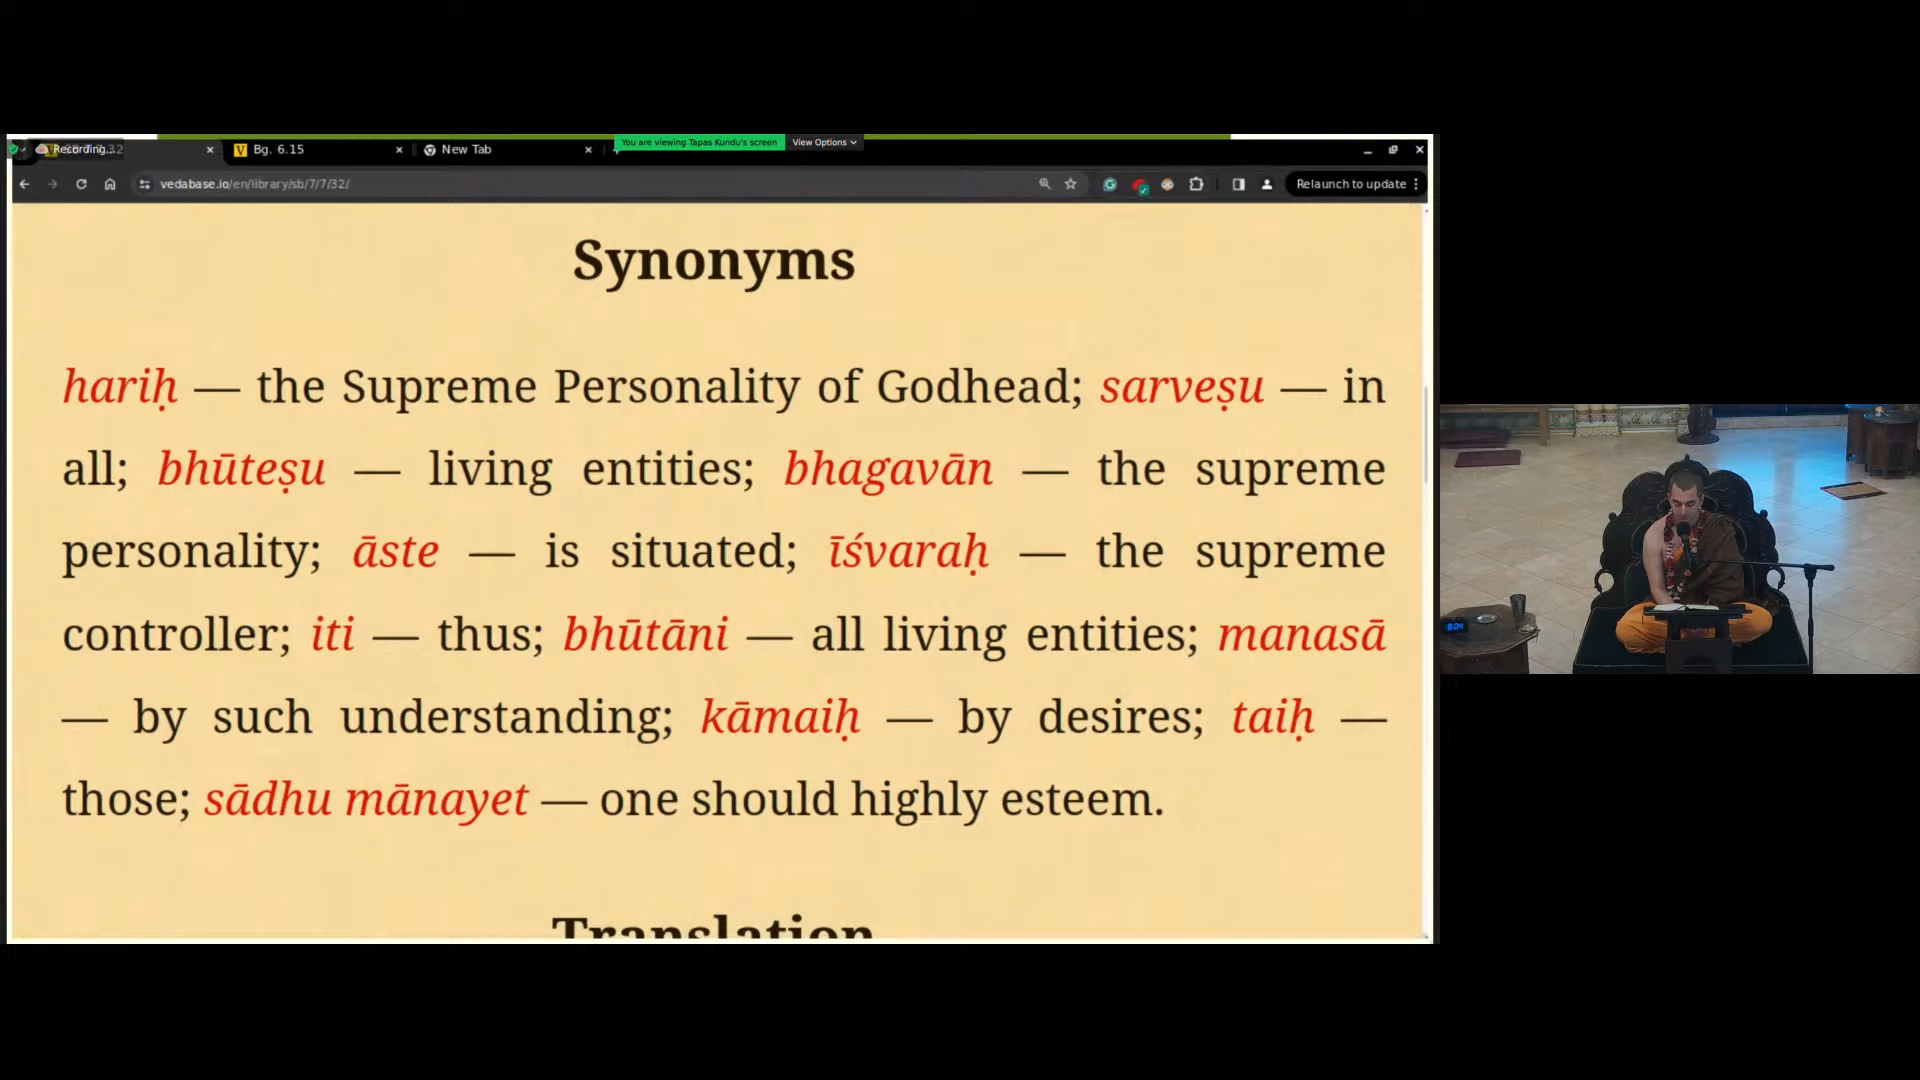 Recording...
32
Bg. 6.15
New Tab
You are viewing Tapas Kundu's screen
View Options
vedabase.io/en/library/sb/7/7/32/
Relaunch to update
Synonyms
hariḥ — the Supreme Personality of Godhead; sarveṣu — in
all; bhūteṣu — living entities; bhagavān — the supreme
personality; āste — is situated; īśvaraḥ — the supreme
controller; iti — thus; bhūtāni — all living entities; manasā
— by such understanding; kāmaiḥ — by desires; taiḥ —
those; sādhu mānayet — one should highly esteem.
Translation
8:04